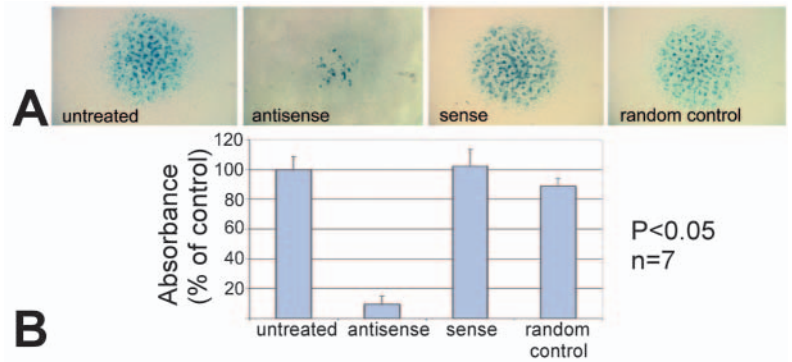 A
untreated
antisense
sense
random control
B
Absorbance
(% of control)
120
100
80
60
40
20
untreated
antisense
sense
random
control
P<0.05
n=7